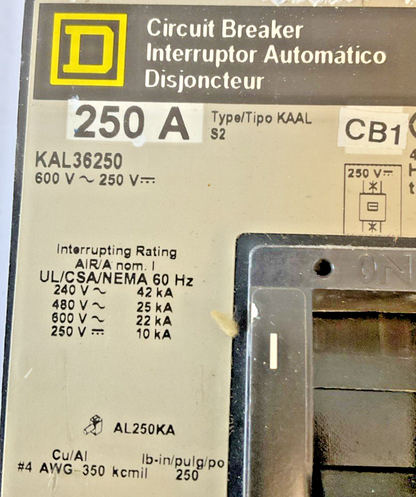 D
Circuit Breaker
Interruptor Automático
Disjoncteur
250 A
Type/Tipo KAAL
S2
CB1
KAL36250
600 V ~ 250 V⎓
250 V⎓
Interrupting Rating
AIR/A nom. I
UL/CSA/NEMA 60 Hz
240 V ~ 42 kA
480 V ~ 25 kA
600 V ~ 22 kA
250 V ⎓ 10 kA
ON
I
AL250KA
Cu/Al lb-in/pulg/po
#4 AWG-350 kcmil 250